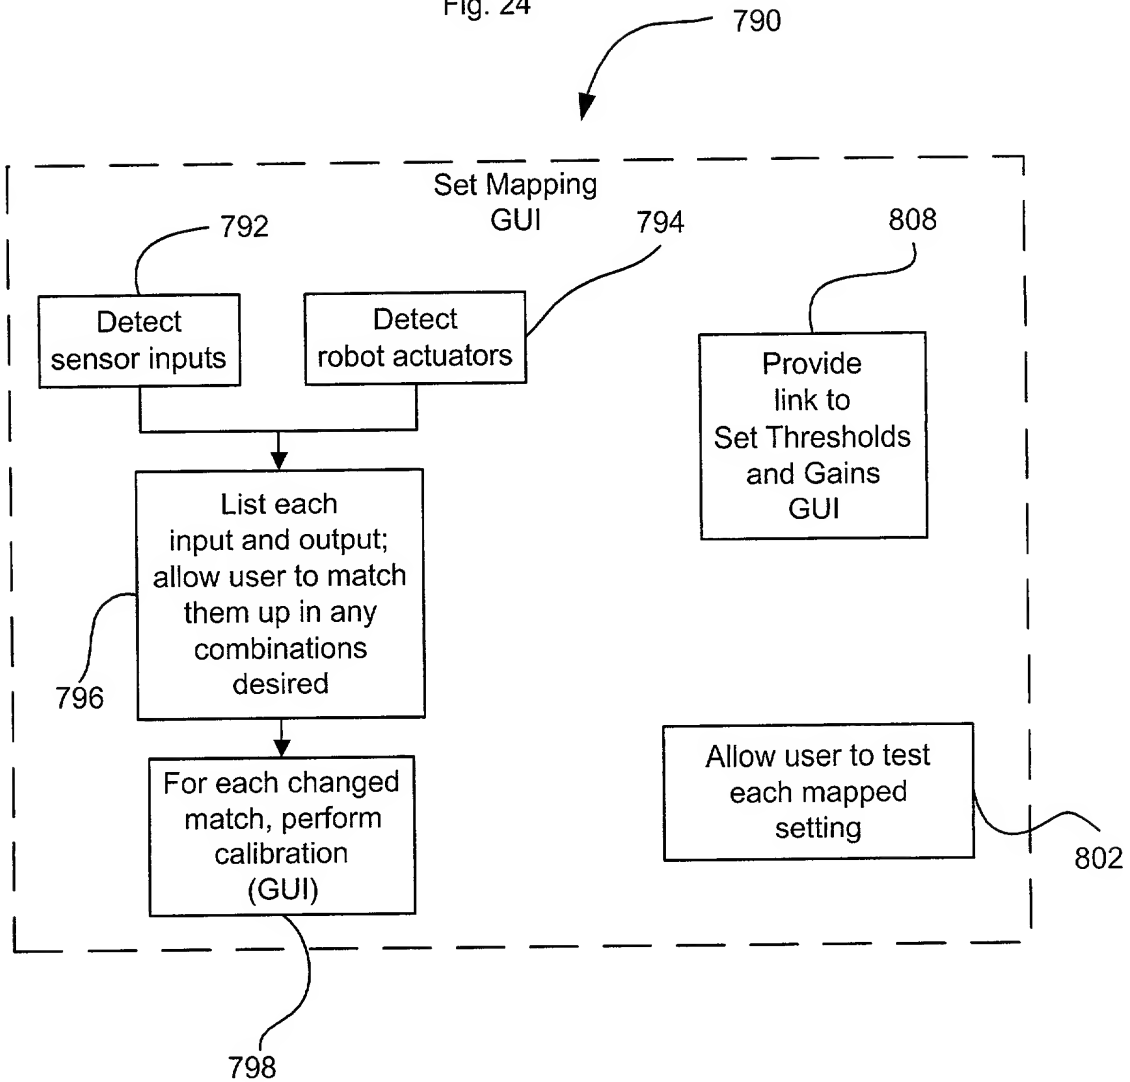 Fig. 24
790
Set Mapping
GUI
792
794
808
Detect
sensor inputs
Detect
robot actuators
Provide
link to
Set Thresholds
and Gains
GUI
List each
input and output;
allow user to match
them up in any
combinations
desired
796
For each changed
match, perform
calibration
(GUI)
Allow user to test
each mapped
setting
802
798